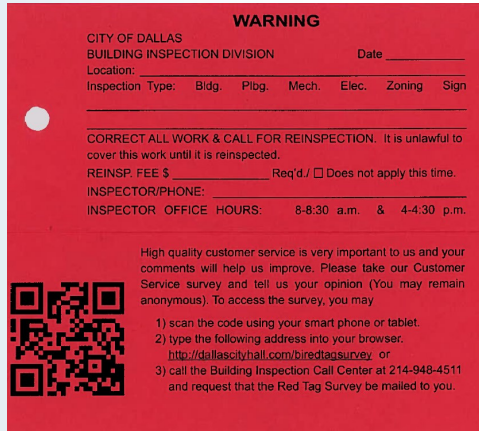 WARNING
CITY OF DALLAS
BUILDING INSPECTION DIVISION Date
Location:
Inspection Type: Bldg. Plbg. Mech. Elec. Zoning Sign
CORRECT ALL WORK & CALL FOR REINSPECTION. It is unlawful to
cover this work until it is reinspected.
REINSP. FEE $ Req'd./ ☐ Does not apply this time.
INSPECTOR/PHONE:
INSPECTOR OFFICE HOURS: 8-8:30 a.m. & 4-4:30 p.m.
High quality customer service is very important to us and your
comments will help us improve. Please take our Customer
Service survey and tell us your opinion (You may remain
anonymous). To access the survey, you may
1) scan the code using your smart phone or tablet.
2) type the following address into your browser.
http://dallascityhall.com/biredtagsurvey or
3) call the Building Inspection Call Center at 214-948-4511
and request that the Red Tag Survey be mailed to you.